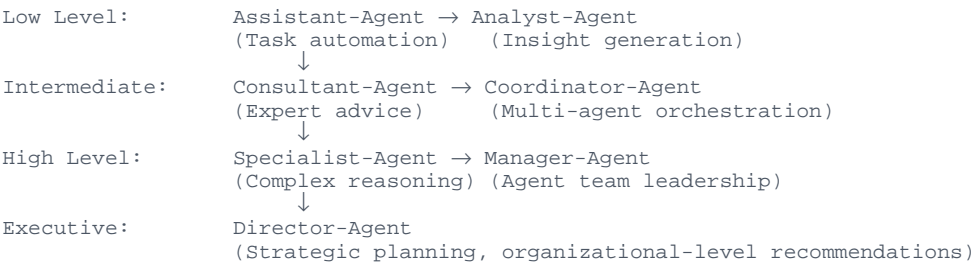 Low Level: Assistant-Agent → Analyst-Agent
(Task automation) (Insight generation)
↓
Intermediate: Consultant-Agent → Coordinator-Agent
(Expert advice) (Multi-agent orchestration)
↓
High Level: Specialist-Agent → Manager-Agent
(Complex reasoning) (Agent team leadership)
↓
Executive: Director-Agent
(Strategic planning, organizational-level recommendations)